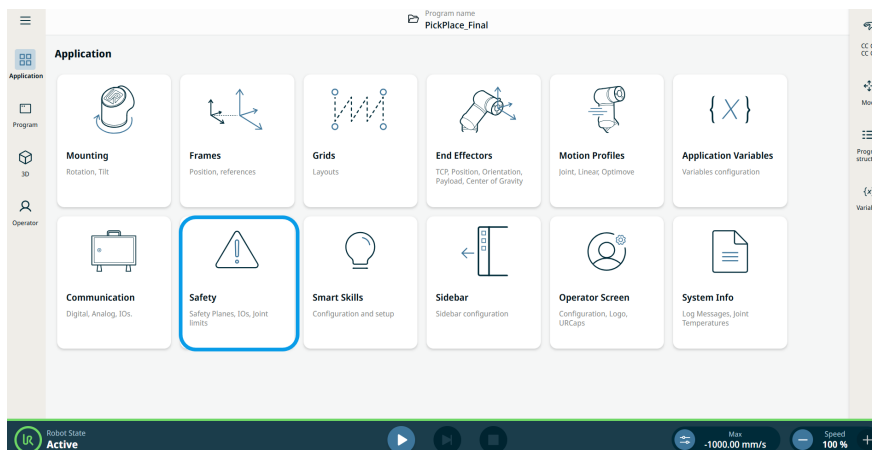 Program name
PickPlace_Final
Application
Application
Mounting
Rotation, Tilt
Frames
Position, references
Grids
Layouts
End Effectors
TCP, Position, Orientation,
Payload, Center of Gravity
Motion Profiles
Joint, Linear, Optimove
Application Variables
Variables configuration
Communication
Digital, Analog, IOs.
Safety
Safety Planes, IOs, Joint
limits
Smart Skills
Configuration and setup
Sidebar
Sidebar configuration
Operator Screen
Configuration, Logo,
URCaps
System Info
Log Messages, Joint
Temperatures
Program
3D
Operator
Robot State
Active
Max
-1000.00 mm/s
Speed
100 %